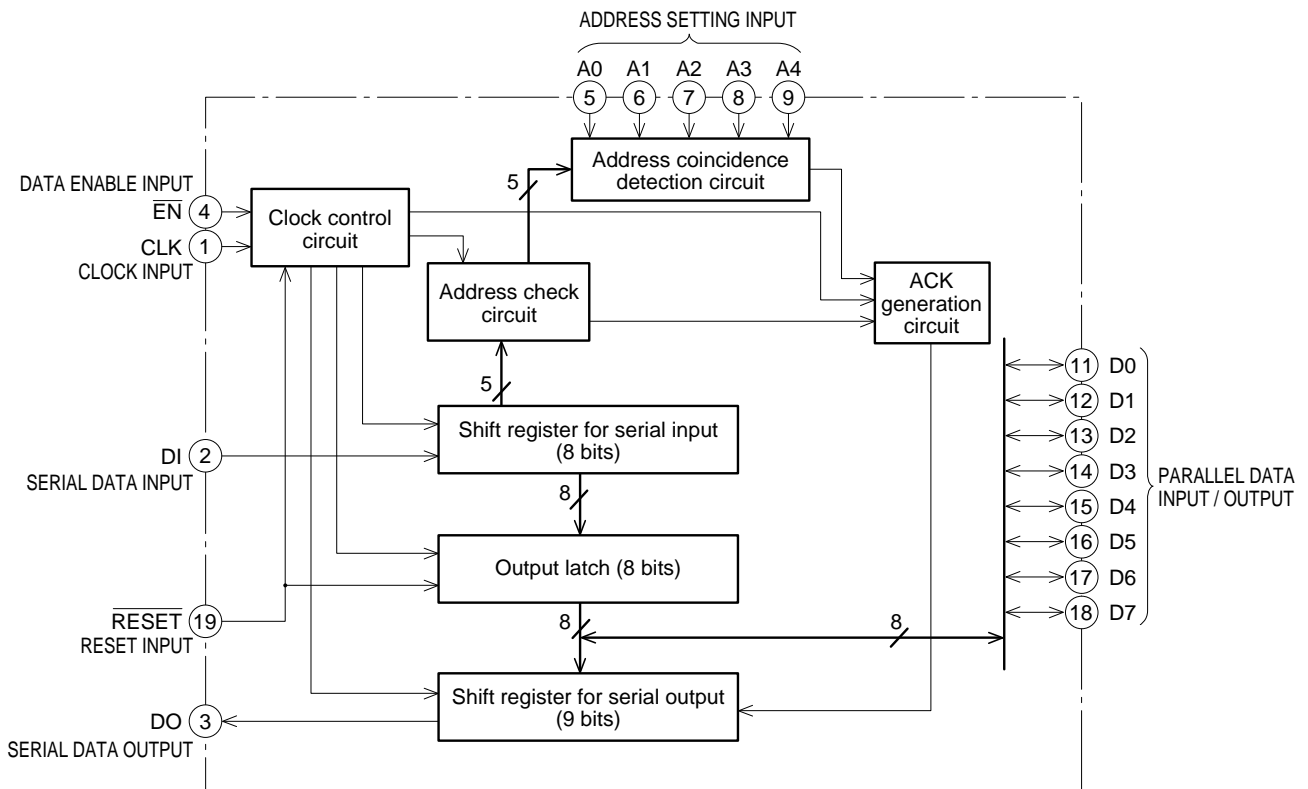 ADDRESS SETTING INPUT
A0 A1 A2 A3 A4
5 6 7 8 9
Address coincidence
detection circuit
5
DATA ENABLE INPUT
EN 4
CLK 1
CLOCK INPUT
Clock control
circuit
Address check
circuit
ACK
generation
circuit
5
Shift register for serial input
(8 bits)
DI 2
SERIAL DATA INPUT
8
Output latch (8 bits)
RESET 19
RESET INPUT
8
8
Shift register for serial output
(9 bits)
DO 3
SERIAL DATA OUTPUT
11 D0
12 D1
13 D2
14 D3
15 D4
16 D5
17 D6
18 D7
PARALLEL DATA
INPUT / OUTPUT